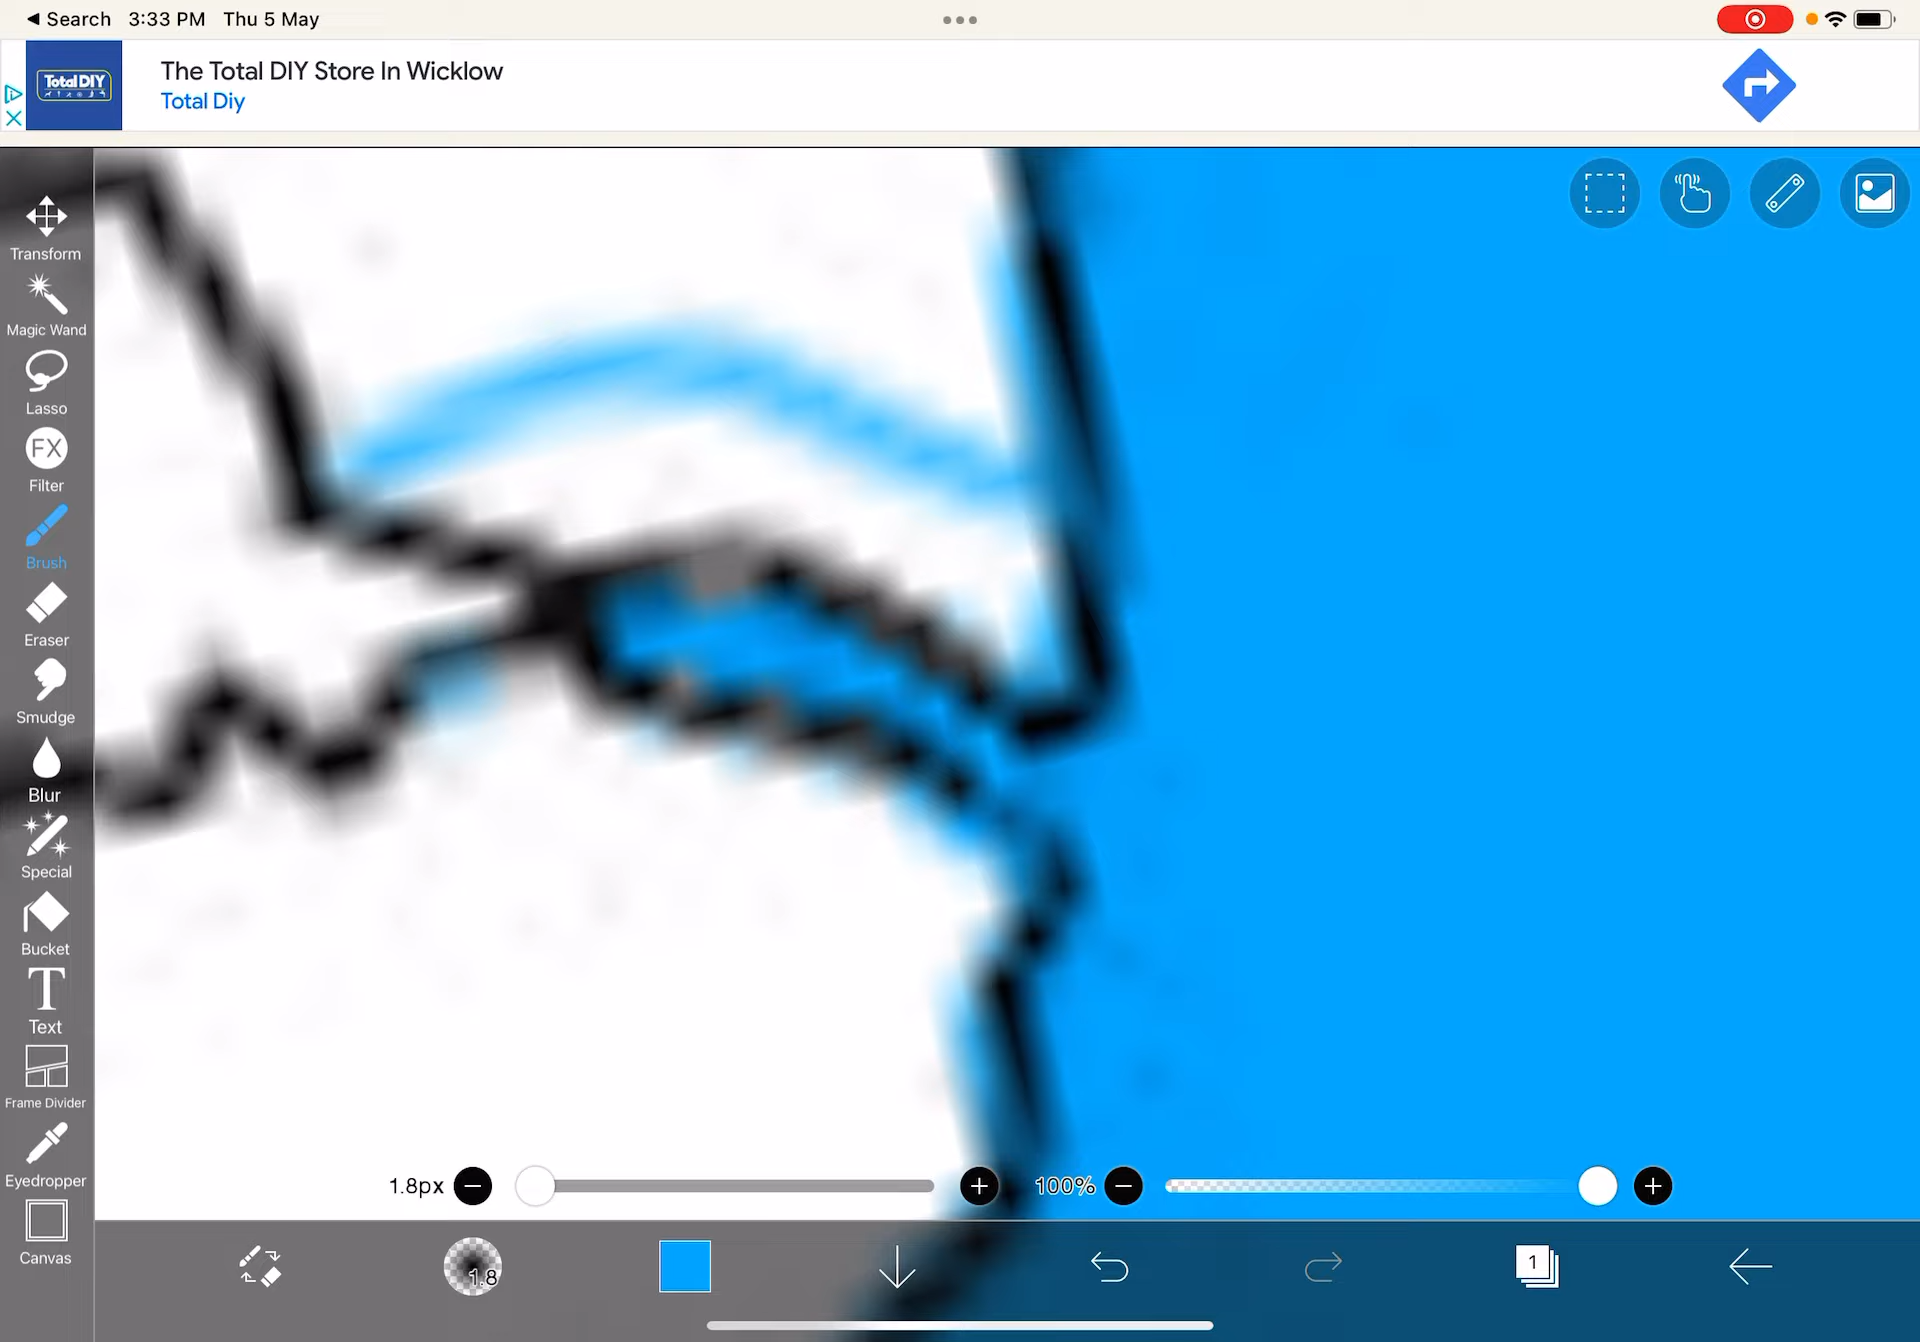 Search 3:33 PM Thu 5 May
Total DIY
The Total DIY Store In Wicklow
Total Diy
Transform
Magic Wand
Lasso
FX
Filter
Brush
Eraser
Smudge
Blur
Special
Bucket
T
Text
Frame Divider
Eyedropper
Canvas
1.8px
100%
1.8
1